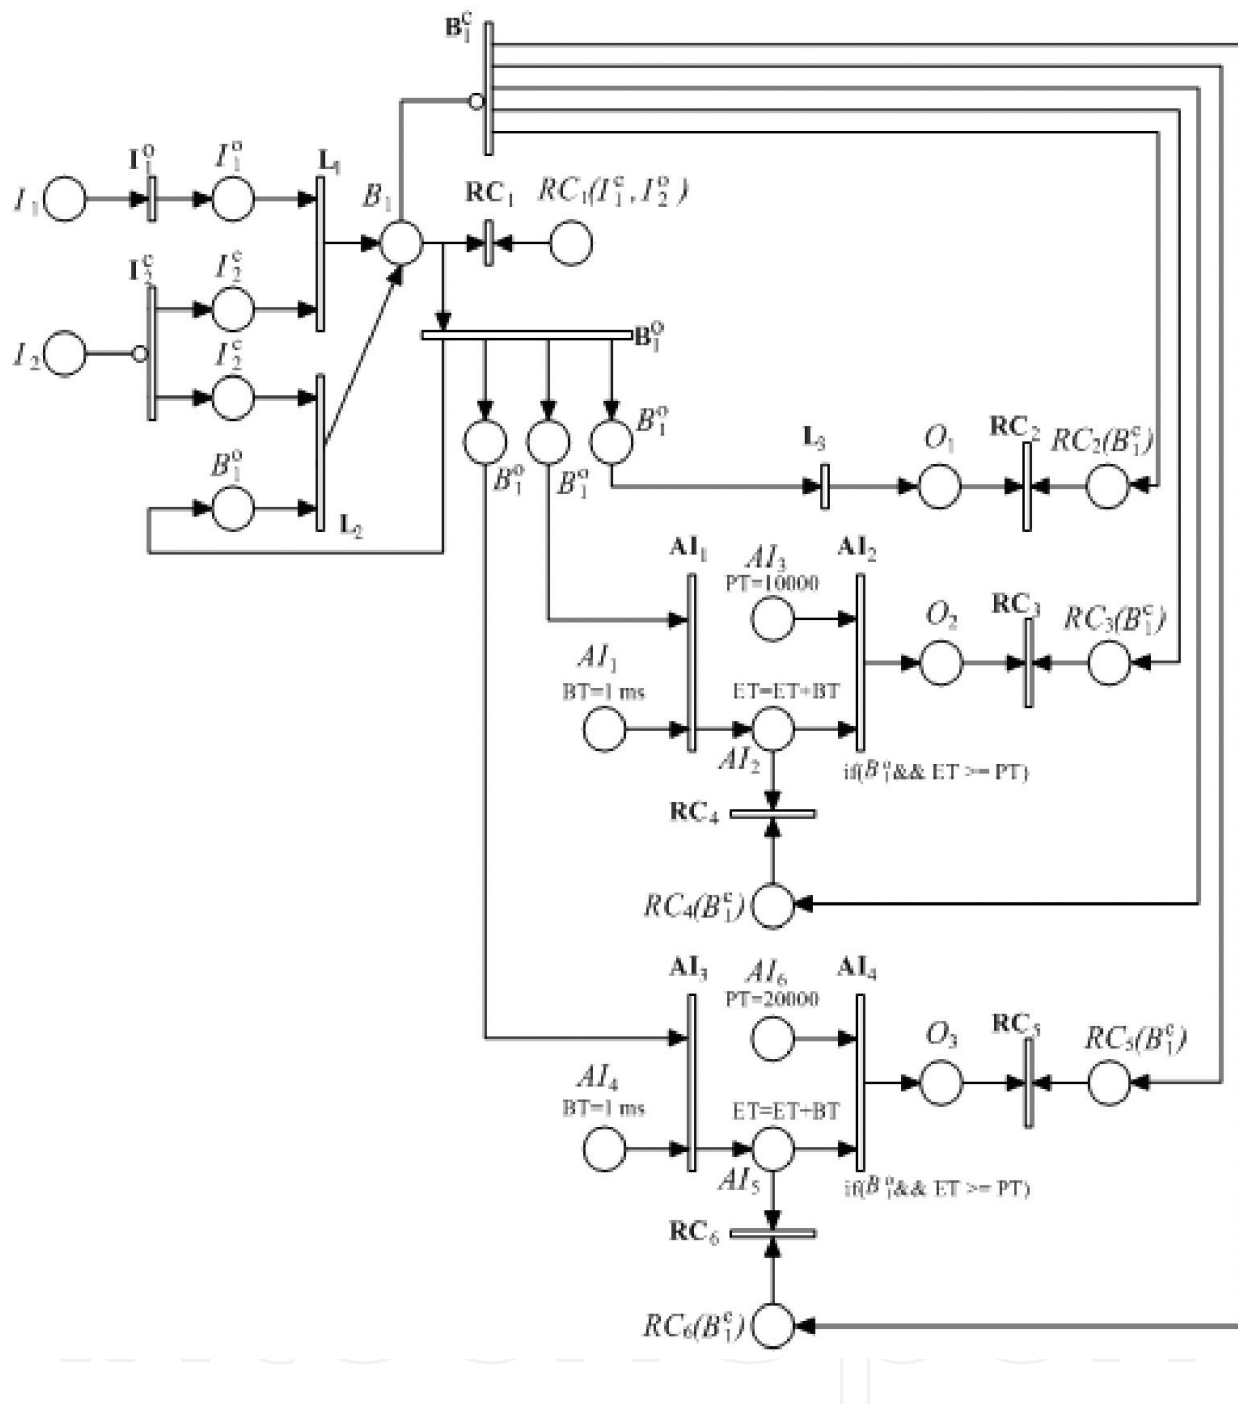 B₁ᶜ
I₁ᵒ
I₁ᵒ
L₁
I₁
B₁
RC₁
RC₁(I₁ᶜ, I₂ᵒ)
I₂ᶜ
I₂ᶜ
I₂
I₂ᶜ
B₁ᵒ
B₁ᵒ
B₁ᵒ
L₂
B₁ᵒ
B₁ᵒ
B₁ᵒ
L₃
O₁
RC₂
RC₂(B₁ᶜ)
AI₁
AI₃
PT=10000
AI₂
O₂
RC₃
RC₃(B₁ᶜ)
AI₁
BT=1 ms
ET=ET+BT
AI₂
if(B₁ᵒ&& ET >= PT)
RC₄
RC₄(B₁ᶜ)
AI₃
AI₆
PT=20000
AI₄
O₃
RC₅
RC₅(B₁ᶜ)
AI₄
BT=1 ms
ET=ET+BT
AI₅
if(B₁ᵒ&& ET >= PT)
RC₆
RC₆(B₁ᶜ)